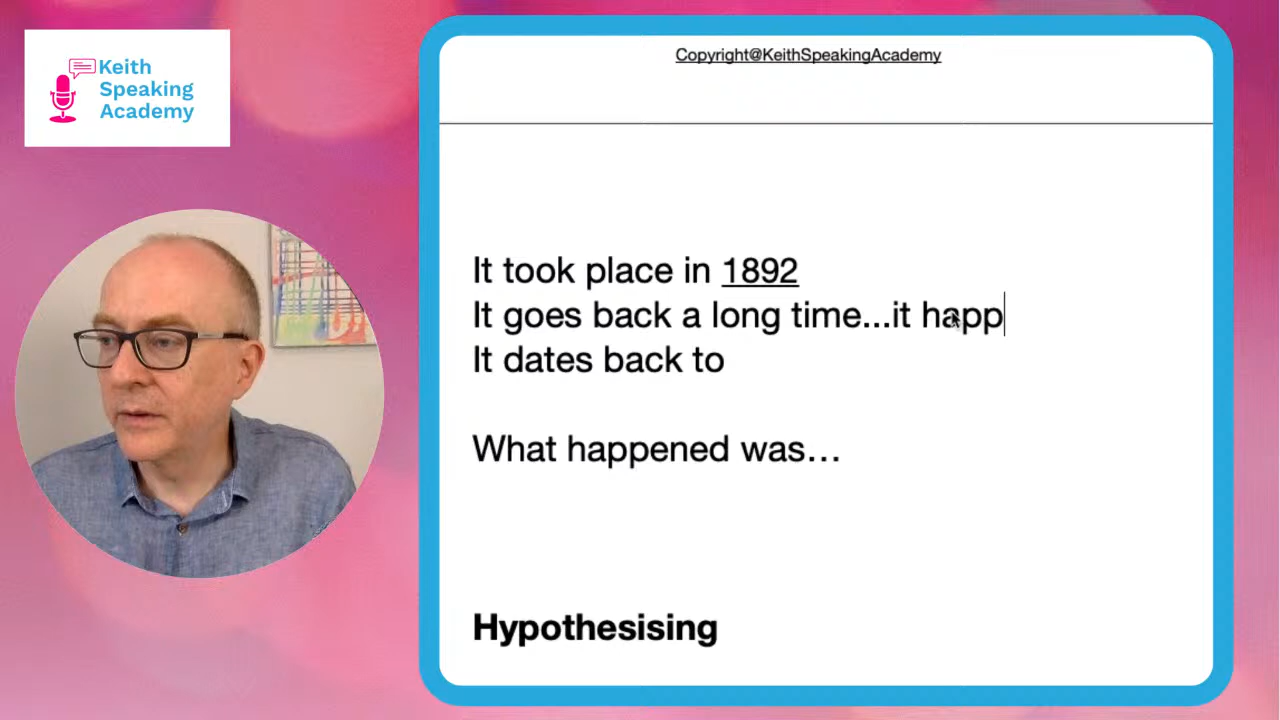 Keith
Speaking
Academy
Copyright@KeithSpeakingAcademy
It took place in 1892
It goes back a long time...it happ
It dates back to
What happened was…
Hypothesising